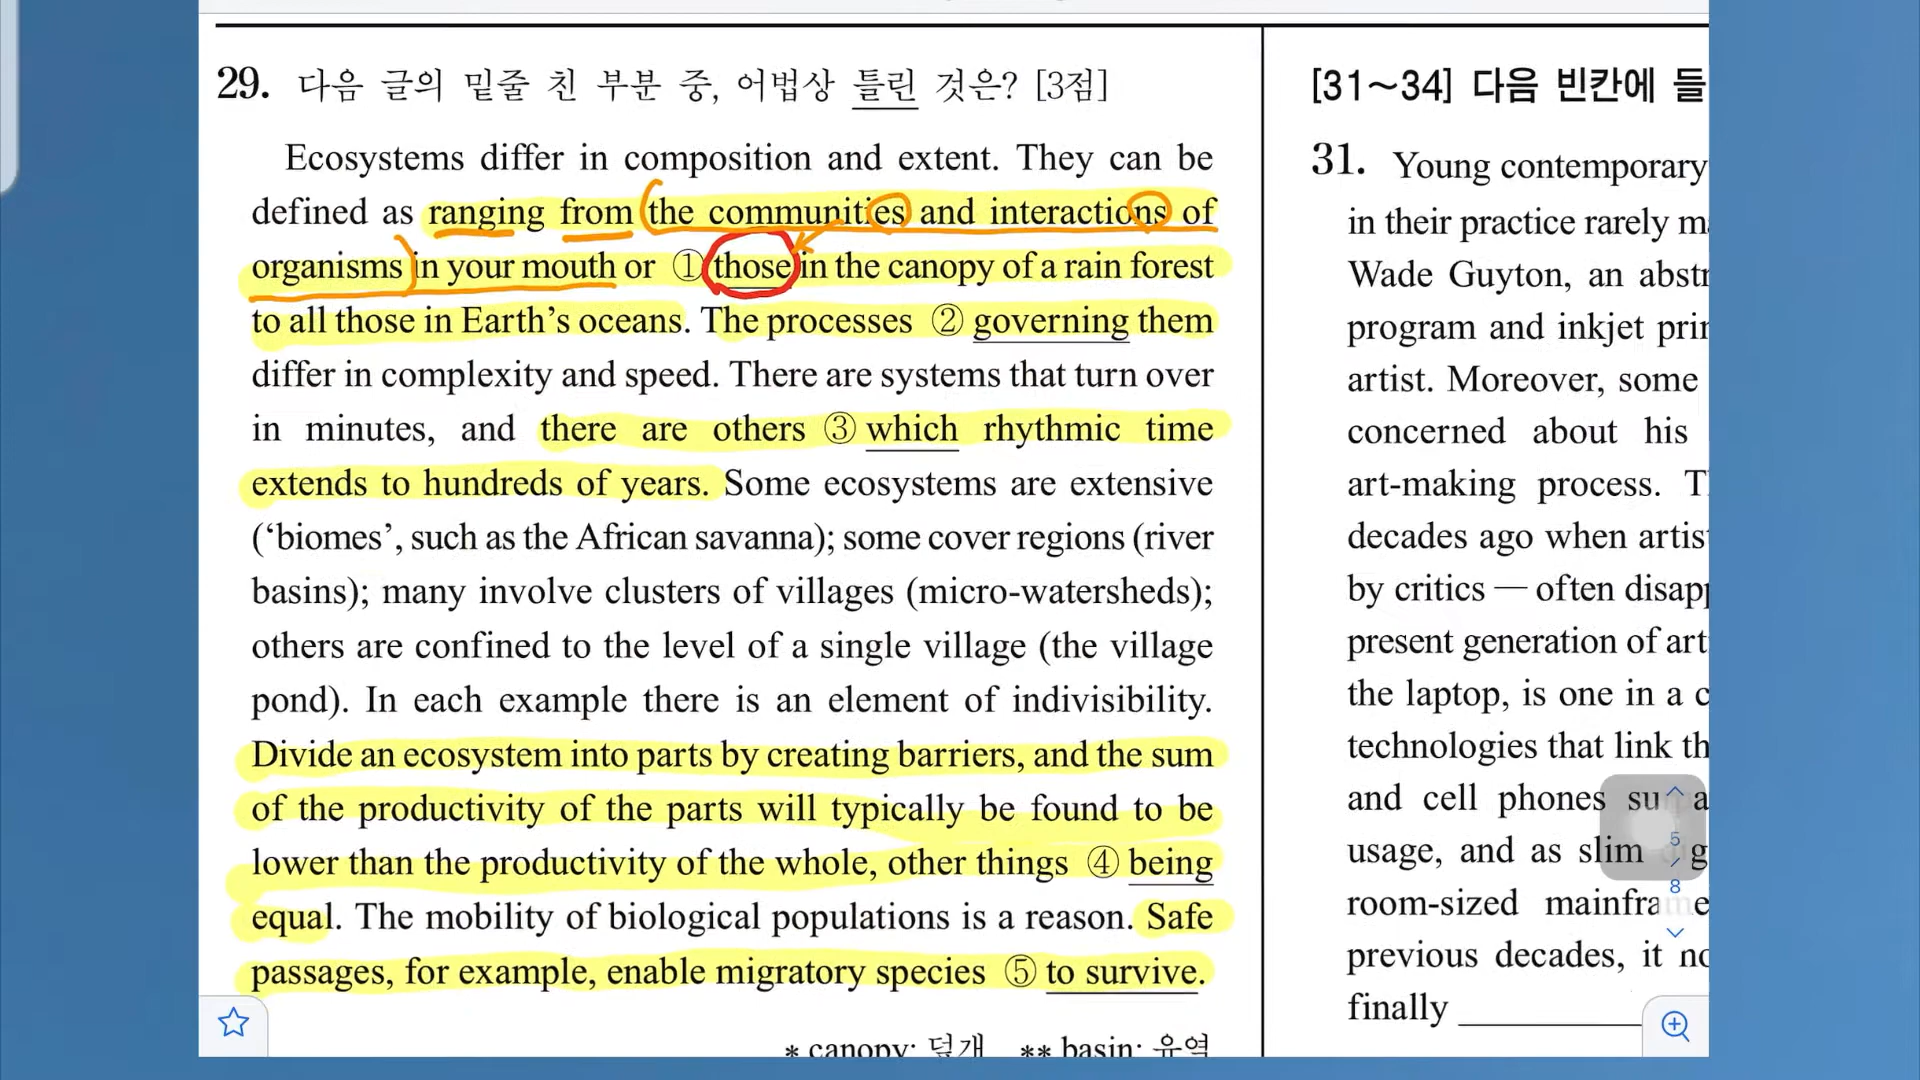 29. 다음 글의 밑줄 친 부분 중, 어법상 틀린 것은? [3점]
Ecosystems differ in composition and extent. They can be
defined as ranging from the communities and interactions of
organisms in your mouth or ① those in the canopy of a rain forest
to all those in Earth's oceans. The processes ② governing them
differ in complexity and speed. There are systems that turn over
in minutes, and there are others ③ which rhythmic time
extends to hundreds of years. Some ecosystems are extensive
('biomes', such as the African savanna); some cover regions (river
basins); many involve clusters of villages (micro-watersheds);
others are confined to the level of a single village (the village
pond). In each example there is an element of indivisibility.
Divide an ecosystem into parts by creating barriers, and the sum
of the productivity of the parts will typically be found to be
lower than the productivity of the whole, other things ④ being
equal. The mobility of biological populations is a reason. Safe
passages, for example, enable migratory species ⑤ to survive.
* canopy: 덮개 ** basin: 유역
[31~34] 다음 빈칸에 들
31. Young contemporary
in their practice rarely
Wade Guyton, an
program and inkjet
artist. Moreover, some
concerned about his
art-making process.
decades ago when
by critics — often
present generation of
the laptop, is one in a
technologies that link
and cell phones
usage, and as slim
room-sized
previous decades, it
finally
5
/
8